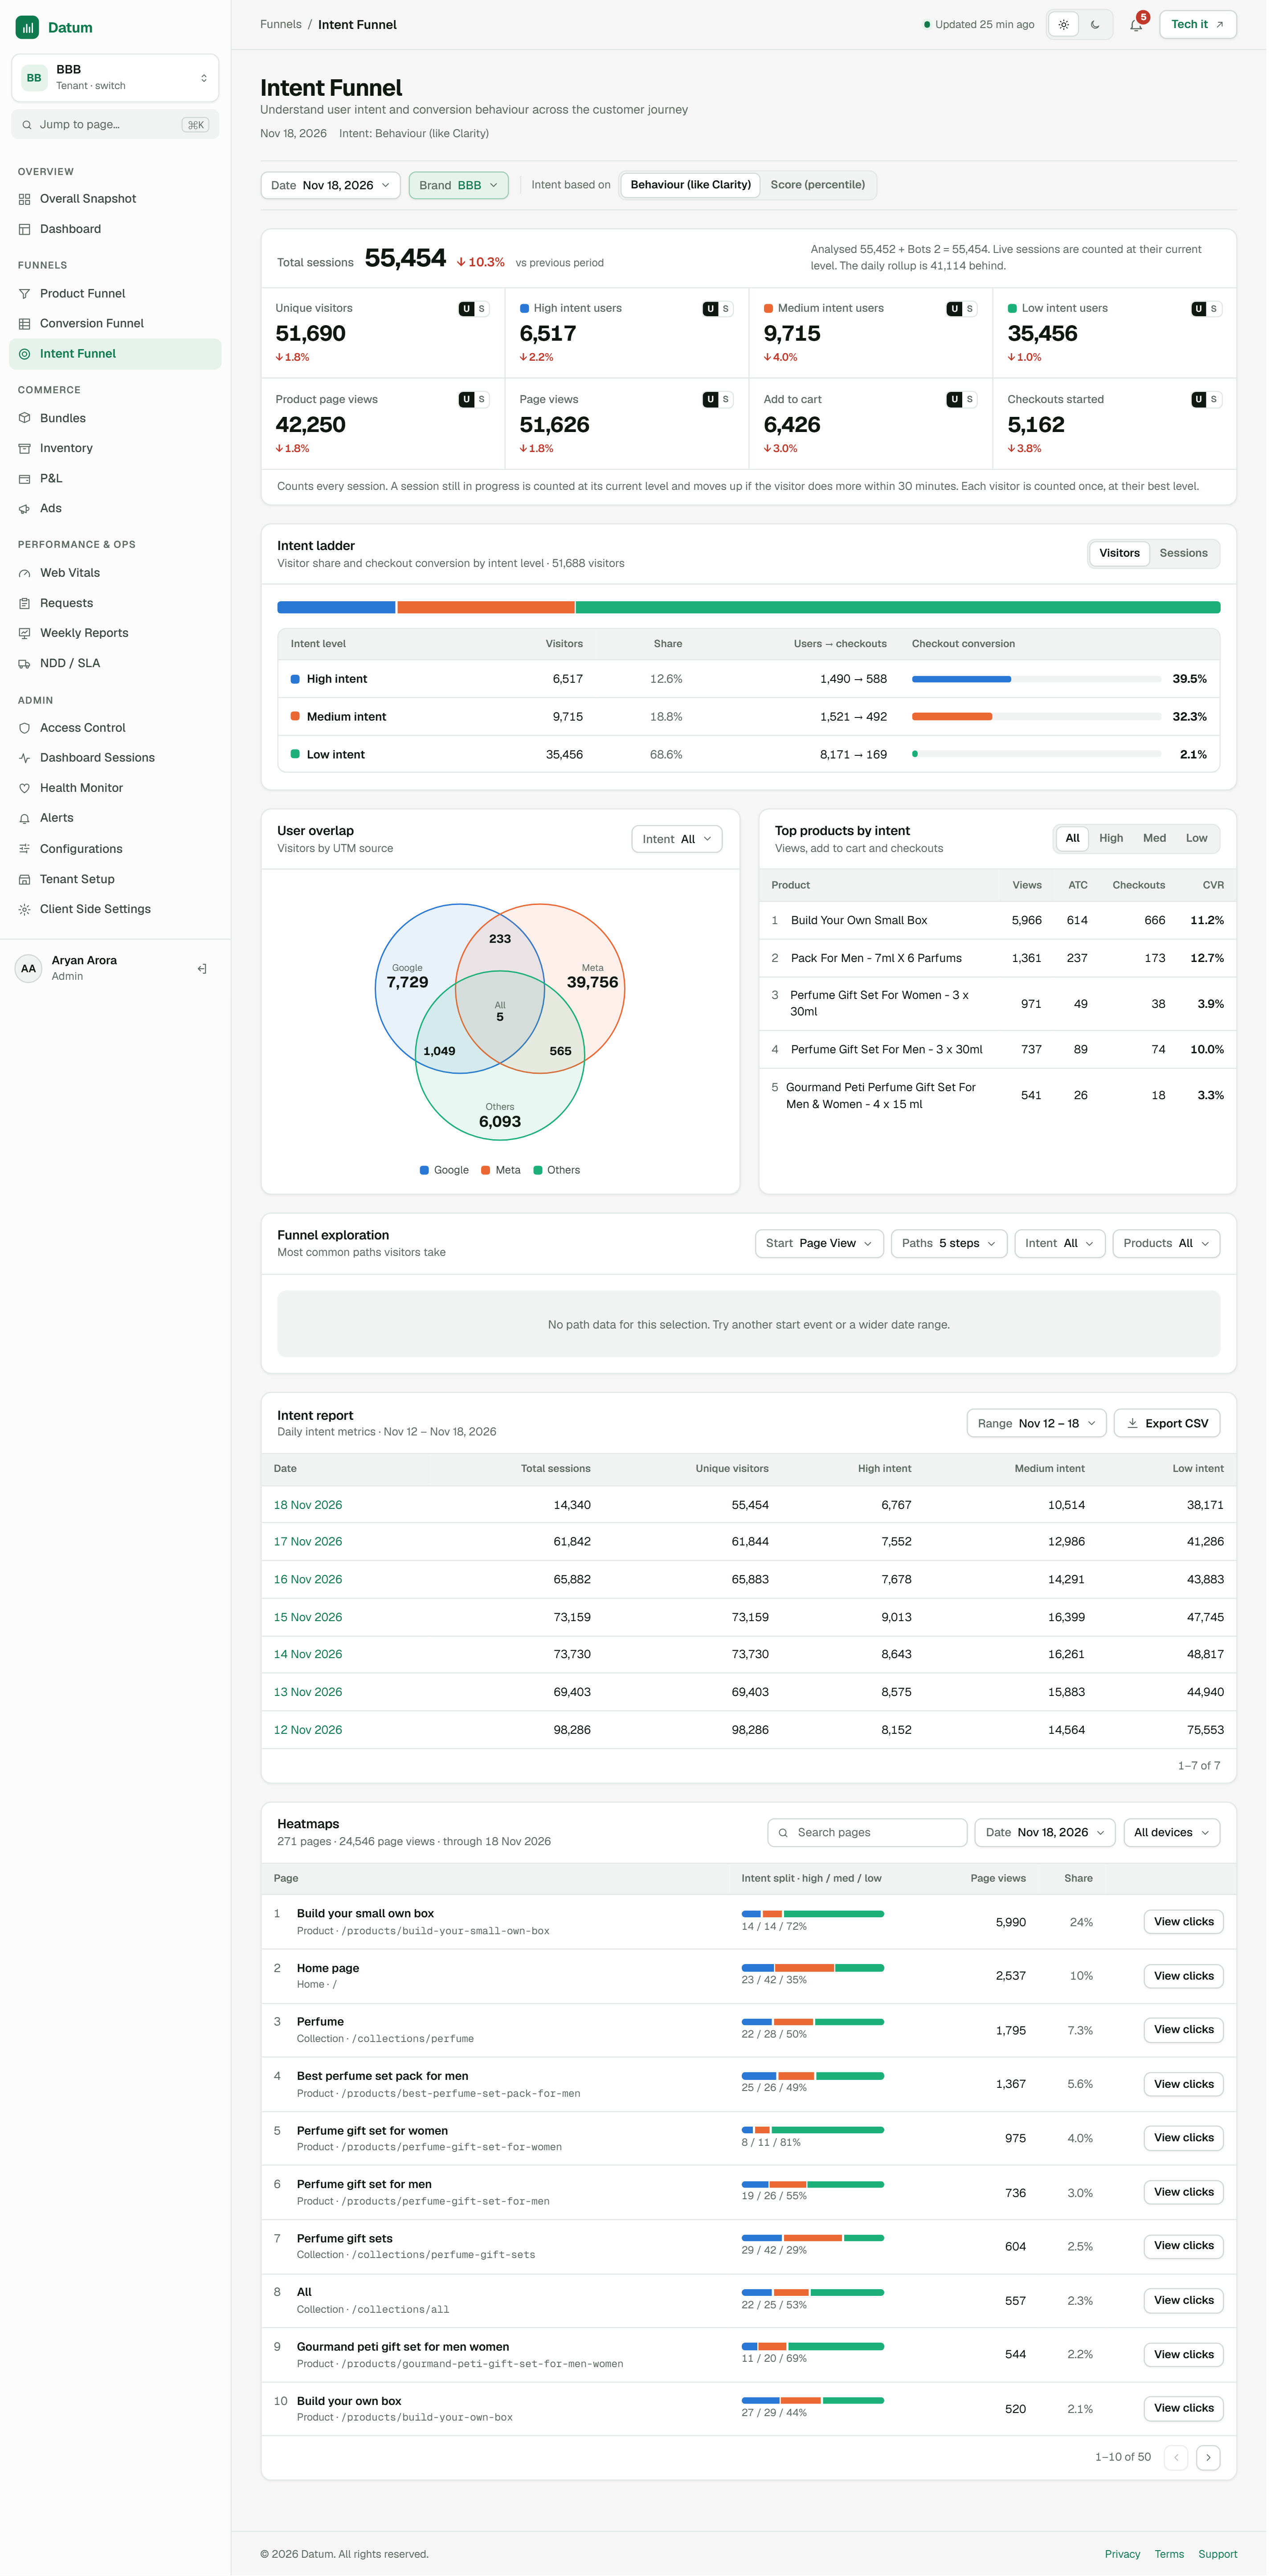 Datum
BB
BBB
Tenant · switch
Jump to page...
⌘K
OVERVIEW
Overall Snapshot
Dashboard
FUNNELS
Product Funnel
Conversion Funnel
Intent Funnel
COMMERCE
Bundles
Inventory
P&L
Ads
PERFORMANCE & OPS
Web Vitals
Requests
Weekly Reports
NDD / SLA
ADMIN
Access Control
Dashboard Sessions
Health Monitor
Alerts
Configurations
Tenant Setup
Client Side Settings
AA
Aryan Arora
Admin
Funnels / Intent Funnel
Updated 25 min ago
5
Tech it ↗
Intent Funnel
Understand user intent and conversion behaviour across the customer journey
Nov 18, 2026 Intent: Behaviour (like Clarity)
Date Nov 18, 2026
Brand BBB
Intent based on
Behaviour (like Clarity)
Score (percentile)
Total sessions 55,454 ↓ 10.3% vs previous period
Analysed 55,452 + Bots 2 = 55,454. Live sessions are counted at their current
level. The daily rollup is 41,114 behind.
Unique visitors U S
51,690
↓ 1.8%
High intent users U S
6,517
↓ 2.2%
Medium intent users U S
9,715
↓ 4.0%
Low intent users U S
35,456
↓ 1.0%
Product page views U S
42,250
↓ 1.8%
Page views U S
51,626
↓ 1.8%
Add to cart U S
6,426
↓ 3.0%
Checkouts started U S
5,162
↓ 3.8%
Counts every session. A session still in progress is counted at its current level and moves up if the visitor does more within 30 minutes. Each visitor is counted once, at their best level.
Intent ladder
Visitor share and checkout conversion by intent level · 51,688 visitors
Visitors Sessions
Intent level Visitors Share Users → checkouts Checkout conversion
High intent 6,517 12.6% 1,490 → 588 39.5%
Medium intent 9,715 18.8% 1,521 → 492 32.3%
Low intent 35,456 68.6% 8,171 → 169 2.1%
User overlap
Visitors by UTM source
Intent All
233
Google
7,729
Meta
39,756
All
5
1,049
565
Others
6,093
Google Meta Others
Top products by intent
Views, add to cart and checkouts
All High Med Low
Product Views ATC Checkouts CVR
1 Build Your Own Small Box 5,966 614 666 11.2%
2 Pack For Men - 7ml X 6 Parfums 1,361 237 173 12.7%
3 Perfume Gift Set For Women - 3 x
30ml 971 49 38 3.9%
4 Perfume Gift Set For Men - 3 x 30ml 737 89 74 10.0%
5 Gourmand Peti Perfume Gift Set For
Men & Women - 4 x 15 ml 541 26 18 3.3%
Funnel exploration
Most common paths visitors take
Start Page View
Paths 5 steps
Intent All
Products All
No path data for this selection. Try another start event or a wider date range.
Intent report
Daily intent metrics · Nov 12 – Nov 18, 2026
Range Nov 12 – 18
Export CSV
Date Total sessions Unique visitors High intent Medium intent Low intent
18 Nov 2026 14,340 55,454 6,767 10,514 38,171
17 Nov 2026 61,842 61,844 7,552 12,986 41,286
16 Nov 2026 65,882 65,883 7,678 14,291 43,883
15 Nov 2026 73,159 73,159 9,013 16,399 47,745
14 Nov 2026 73,730 73,730 8,643 16,261 48,817
13 Nov 2026 69,403 69,403 8,575 15,883 44,940
12 Nov 2026 98,286 98,286 8,152 14,564 75,553
1–7 of 7
Heatmaps
271 pages · 24,546 page views · through 18 Nov 2026
Search pages
Date Nov 18, 2026
All devices
Page Intent split · high / med / low Page views Share
1 Build your small own box
Product · /products/build-your-small-own-box
14 / 14 / 72% 5,990 24% View clicks
2 Home page
Home · /
23 / 42 / 35% 2,537 10% View clicks
3 Perfume
Collection · /collections/perfume
22 / 28 / 50% 1,795 7.3% View clicks
4 Best perfume set pack for men
Product · /products/best-perfume-set-pack-for-men
25 / 26 / 49% 1,367 5.6% View clicks
5 Perfume gift set for women
Product · /products/perfume-gift-set-for-women
8 / 11 / 81% 975 4.0% View clicks
6 Perfume gift set for men
Product · /products/perfume-gift-set-for-men
19 / 26 / 55% 736 3.0% View clicks
7 Perfume gift sets
Collection · /collections/perfume-gift-sets
29 / 42 / 29% 604 2.5% View clicks
8 All
Collection · /collections/all
22 / 25 / 53% 557 2.3% View clicks
9 Gourmand peti gift set for men women
Product · /products/gourmand-peti-gift-set-for-men-women
11 / 20 / 69% 544 2.2% View clicks
10 Build your own box
Product · /products/build-your-own-box
27 / 29 / 44% 520 2.1% View clicks
1–10 of 50
© 2026 Datum. All rights reserved.
Privacy Terms Support